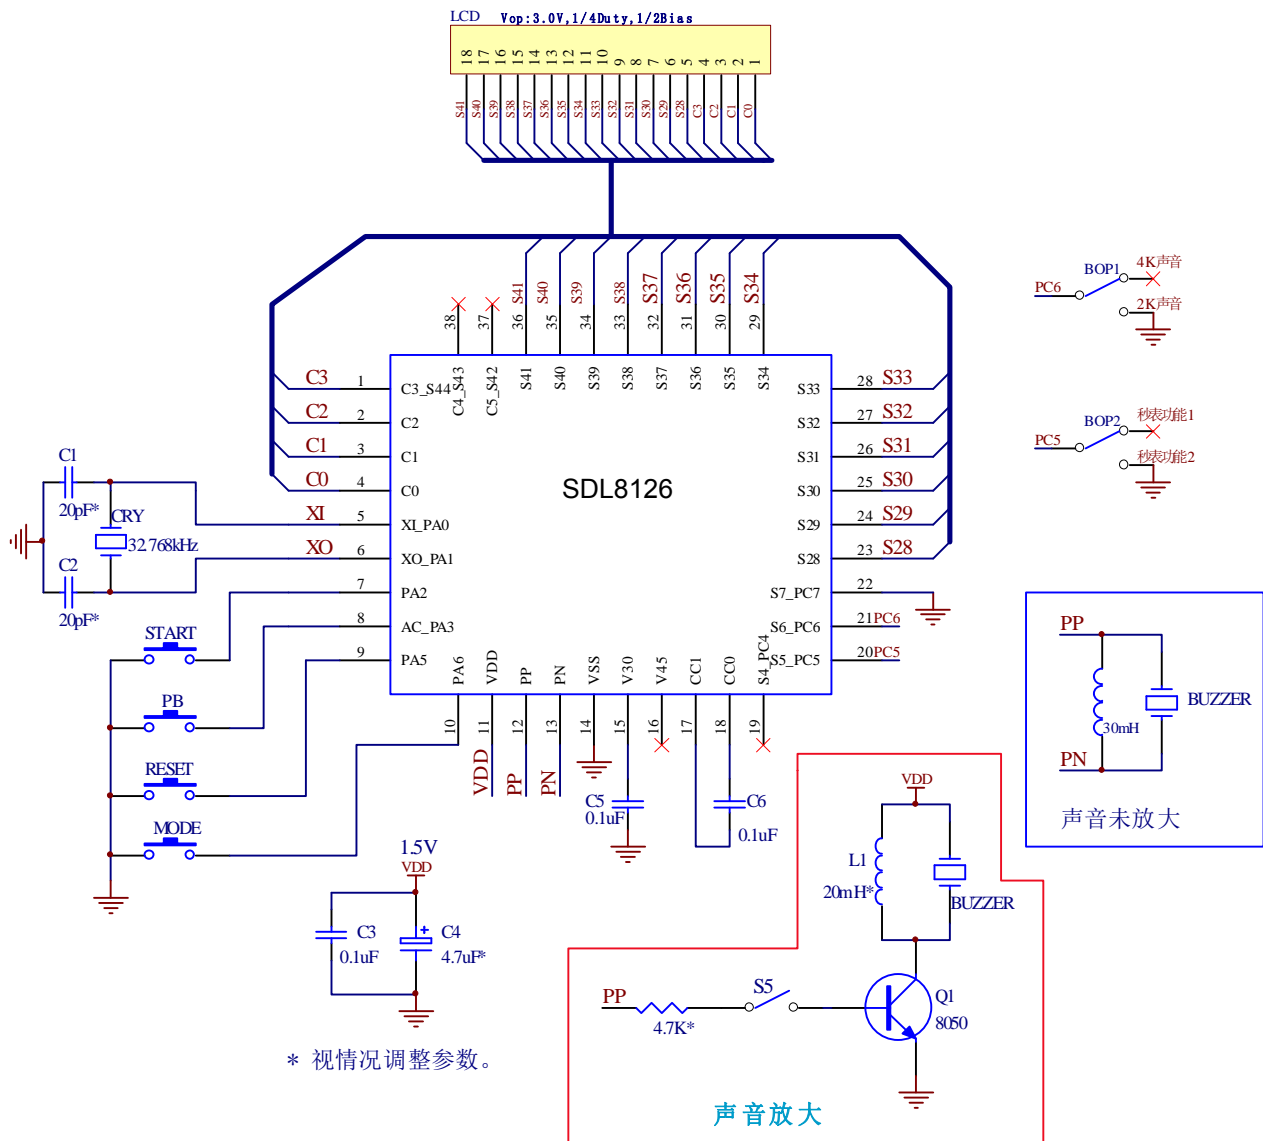 LCD Vop:3.0V,1/4Duty,1/2Bias
18 17 16 15 14 13 12 11 10 9 8 7 6 5 4 3 2 1
S41 S40 S39 S38 S37 S36 S35 S34 S33 S32 S31 S30 S29 S28 C3 C2 C1 C0
S41 S40 S39 S38 S37 S36 S35 S34
38 37 36 35 34 33 32 31 30 29
C4_S43 C5_S42 S41 S40 S39 S38 S37 S36 S35 S34
C3 1 C3_S44
C2 2 C2
C1 3 C1
C0 4 C0
XI 5 XI_PA0
XO 6 XO_PA1
7 PA2
8 AC_PA3
9 PA5
SDL8126
S33 28 S33
S32 27 S32
S31 26 S31
S30 25 S30
S29 24 S29
S28 23 S28
S7_PC7 22
S6_PC6 21 PC6
S5_PC5 20 PC5
PA6 VDD PP PN VSS V30 V45 CC1 CC0 S4_PC4
10 11 12 13 14 15 16 17 18 19
VDD PP PN
C1
20pF*
CRY
32.768kHz
C2
20pF*
START
PB
RESET
MODE
C5
0.1uF
C6
0.1uF
1.5V
VDD
C3
0.1uF
C4
4.7uF*
* 视情况调整参数。
PC6 BOP1 4K声音
2K声音
PC5 BOP2 秒表功能1
秒表功能2
PP
30mH
BUZZER
PN
声音未放大
VDD
L1
20mH*
BUZZER
PP
4.7K*
S5
Q1
8050
声音放大